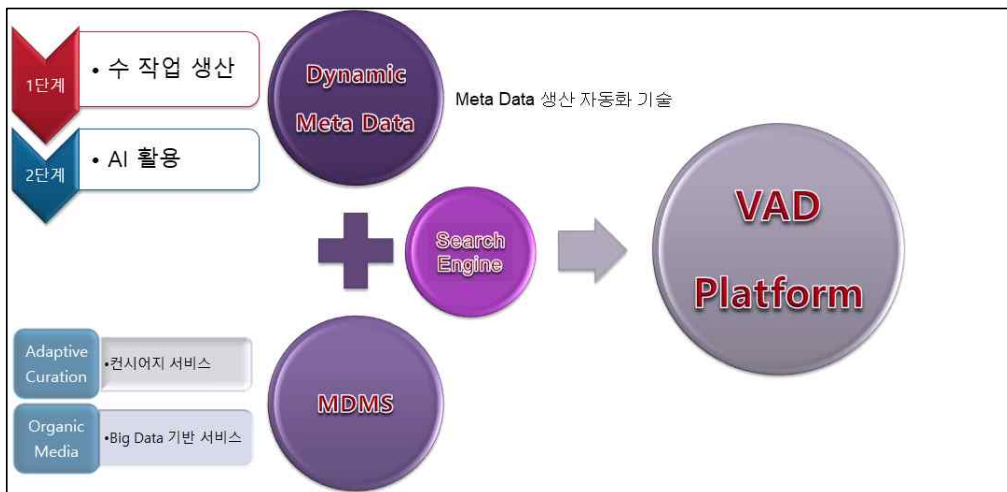 1단계
• 수 작업 생산
2단계
• AI 활용
Dynamic
Meta Data
Meta Data 생산 자동화 기술
Search
Engine
VAD
Platform
Adaptive
Curation
•컨시어지 서비스
Organic
Media
•Big Data 기반 서비스
MDMS